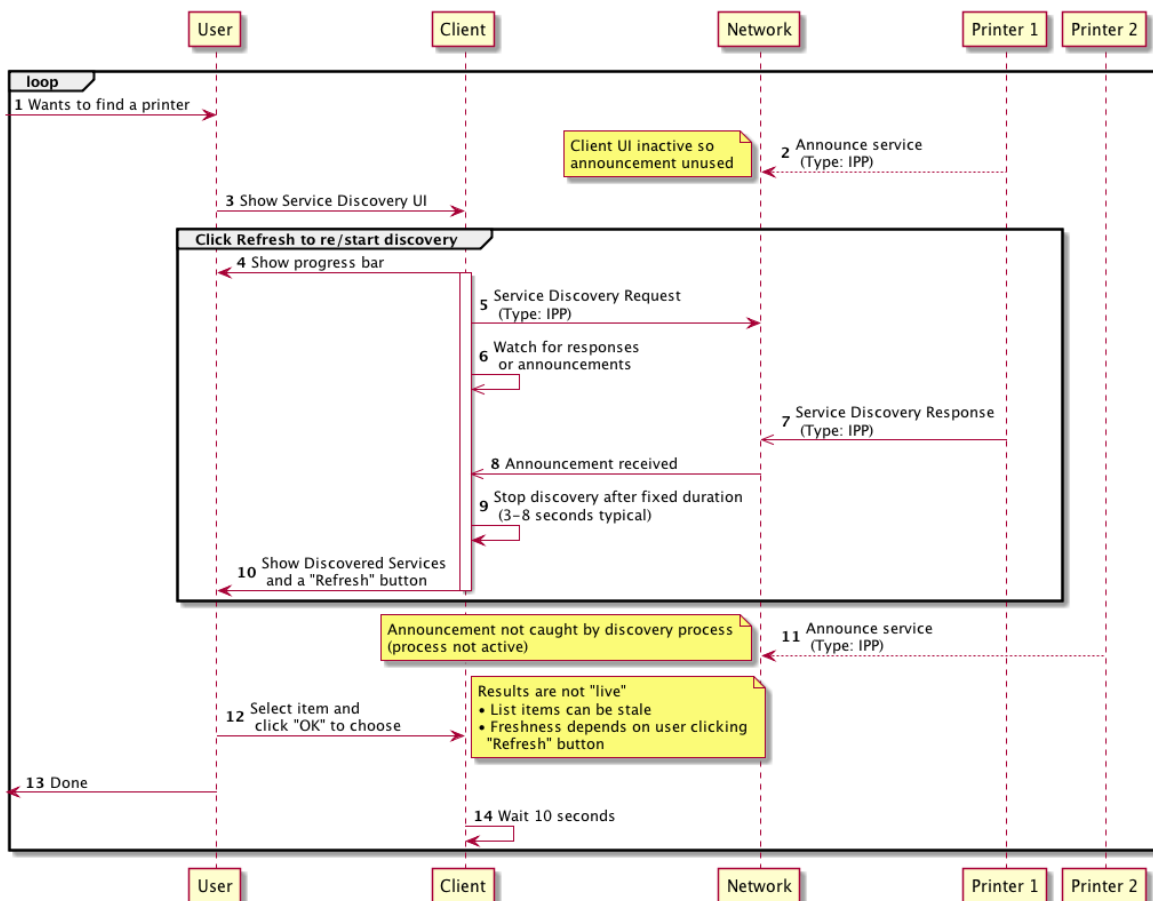 User
Client
Network
Printer 1
Printer 2
loop
1 Wants to find a printer
Client UI inactive so
announcement unused
2 Announce service
(Type: IPP)
3 Show Service Discovery UI
Click Refresh to re/start discovery
4 Show progress bar
5 Service Discovery Request
(Type: IPP)
6 Watch for responses
or announcements
7 Service Discovery Response
(Type: IPP)
8 Announcement received
9 Stop discovery after fixed duration
(3-8 seconds typical)
10 Show Discovered Services
and a "Refresh" button
Announcement not caught by discovery process
(process not active)
11 Announce service
(Type: IPP)
12 Select item and
click "OK" to choose
Results are not "live"
• List items can be stale
• Freshness depends on user clicking
"Refresh" button
13 Done
14 Wait 10 seconds
User
Client
Network
Printer 1
Printer 2